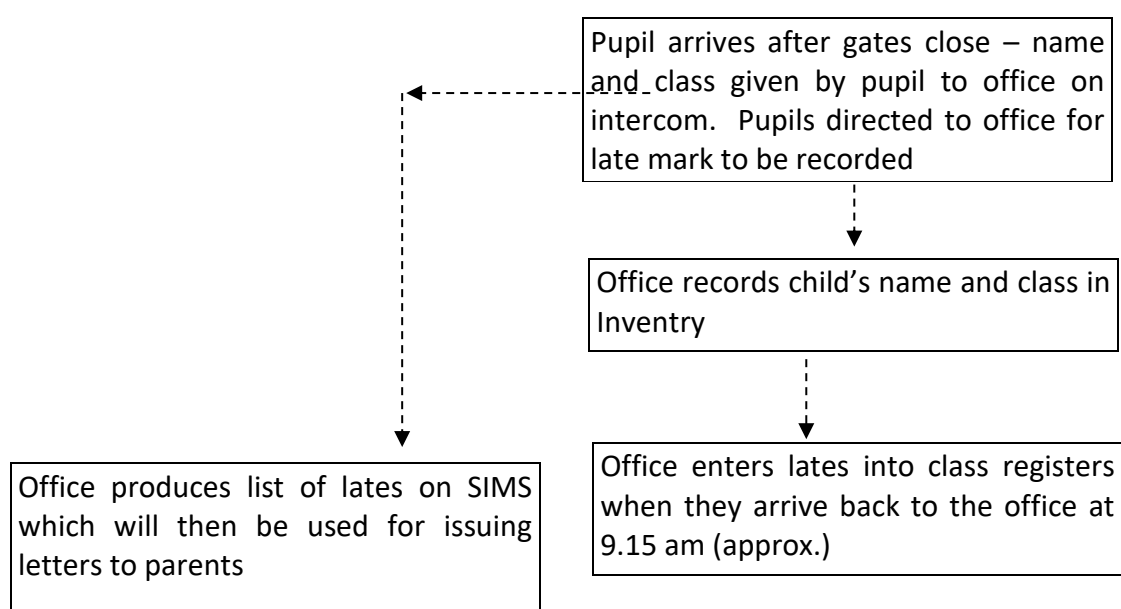 Pupil arrives after gates close – name
and class given by pupil to office on
intercom. Pupils directed to office for
late mark to be recorded
Office records child’s name and class in
Inventry
Office enters lates into class registers
when they arrive back to the office at
9.15 am (approx.)
Office produces list of lates on SIMS
which will then be used for issuing
letters to parents